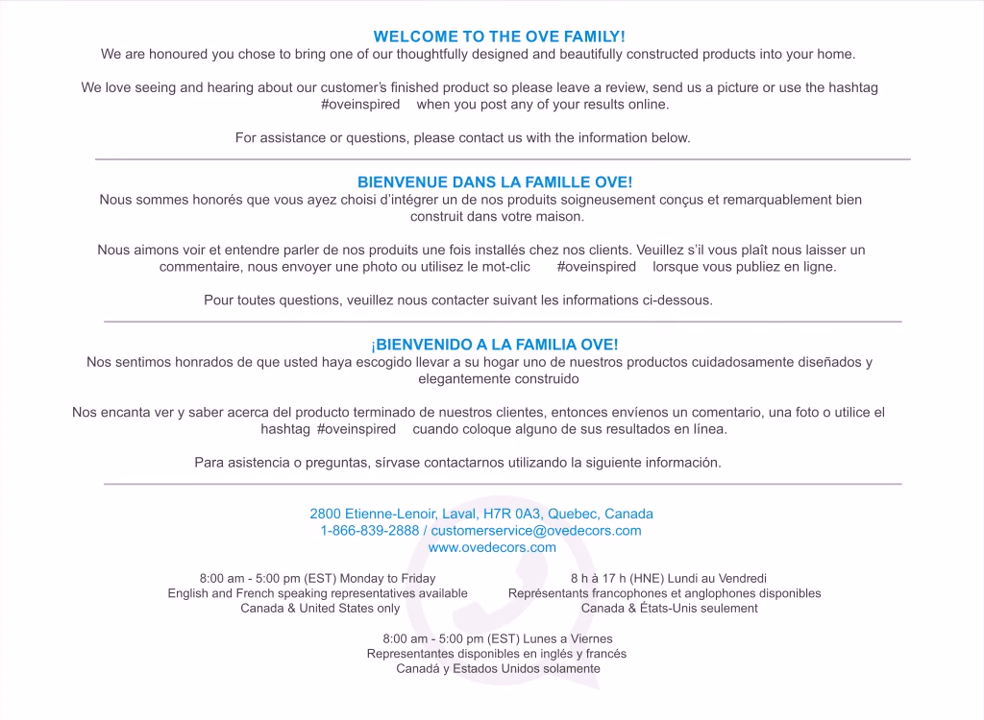 WELCOME TO THE OVE FAMILY!
We are honoured you chose to bring one of our thoughtfully designed and beautifully constructed products into your home.
We love seeing and hearing about our customer’s finished product so please leave a review, send us a picture or use the hashtag
#oveinspired when you post any of your results online.
For assistance or questions, please contact us with the information below.
BIENVENUE DANS LA FAMILLE OVE!
Nous sommes honorés que vous ayez choisi d’intégrer un de nos produits soigneusement conçus et remarquablement bien
construit dans votre maison.
Nous aimons voir et entendre parler de nos produits une fois installés chez nos clients. Veuillez s’il vous plaît nous laisser un
commentaire, nous envoyer une photo ou utilisez le mot-clic #oveinspired lorsque vous publiez en ligne.
Pour toutes questions, veuillez nous contacter suivant les informations ci-dessous.
¡BIENVENIDO A LA FAMILIA OVE!
Nos sentimos honrados de que usted haya escogido llevar a su hogar uno de nuestros productos cuidadosamente diseñados y
elegantemente construido
Nos encanta ver y saber acerca del producto terminado de nuestros clientes, entonces envíenos un comentario, una foto o utilice el
hashtag #oveinspired cuando coloque alguno de sus resultados en línea.
Para asistencia o preguntas, sírvase contactarnos utilizando la siguiente información.
2800 Etienne-Lenoir, Laval, H7R 0A3, Quebec, Canada
1-866-839-2888 / customerservice@ovedecors.com
www.ovedecors.com
8:00 am - 5:00 pm (EST) Monday to Friday
English and French speaking representatives available
Canada & United States only
8 h à 17 h (HNE) Lundi au Vendredi
Représentants francophones et anglophones disponibles
Canada & États-Unis seulement
8:00 am - 5:00 pm (EST) Lunes a Viernes
Representantes disponibles en inglés y francés
Canadá y Estados Unidos solamente